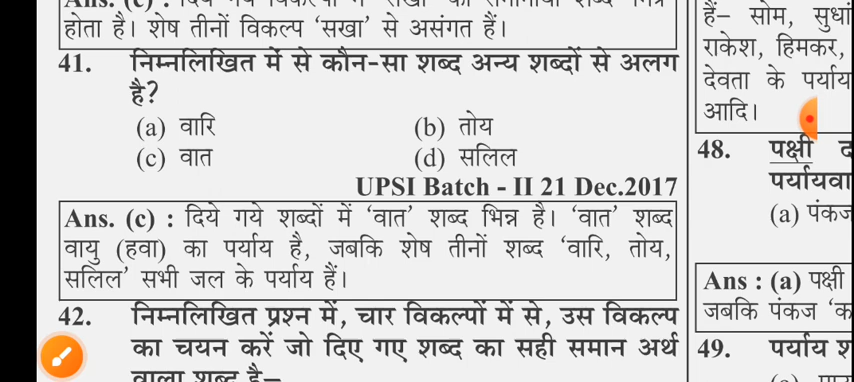 होता है। शेष तीनों विकल्प ‘सखा’ से असंगत हैं।
41. निम्नलिखित में से कौन-सा शब्द अन्य शब्दों से अलग
है?
(a) वारि (b) तोय
(c) वात (d) सलिल
UPSI Batch - II 21 Dec.2017
Ans. (c) : दिये गये शब्दों में ‘वात’ शब्द भिन्न है। ‘वात’ शब्द
वायु (हवा) का पर्याय है, जबकि शेष तीनों शब्द ‘वारि, तोय,
सलिल’ सभी जल के पर्याय हैं।
42. निम्नलिखित प्रश्न में, चार विकल्पों में से, उस विकल्प
का चयन करें जो दिए गए शब्द का सही समान अर्थ
वाला शब्द है–
हैं– सोम, सुधां
राकेश, हिमकर,
देवता के पर्याय
आदि।
48. पक्षी
पर्यायवा
(a) पंकज
Ans : (a) पक्षी
जबकि पंकज ‘क
49. पर्याय